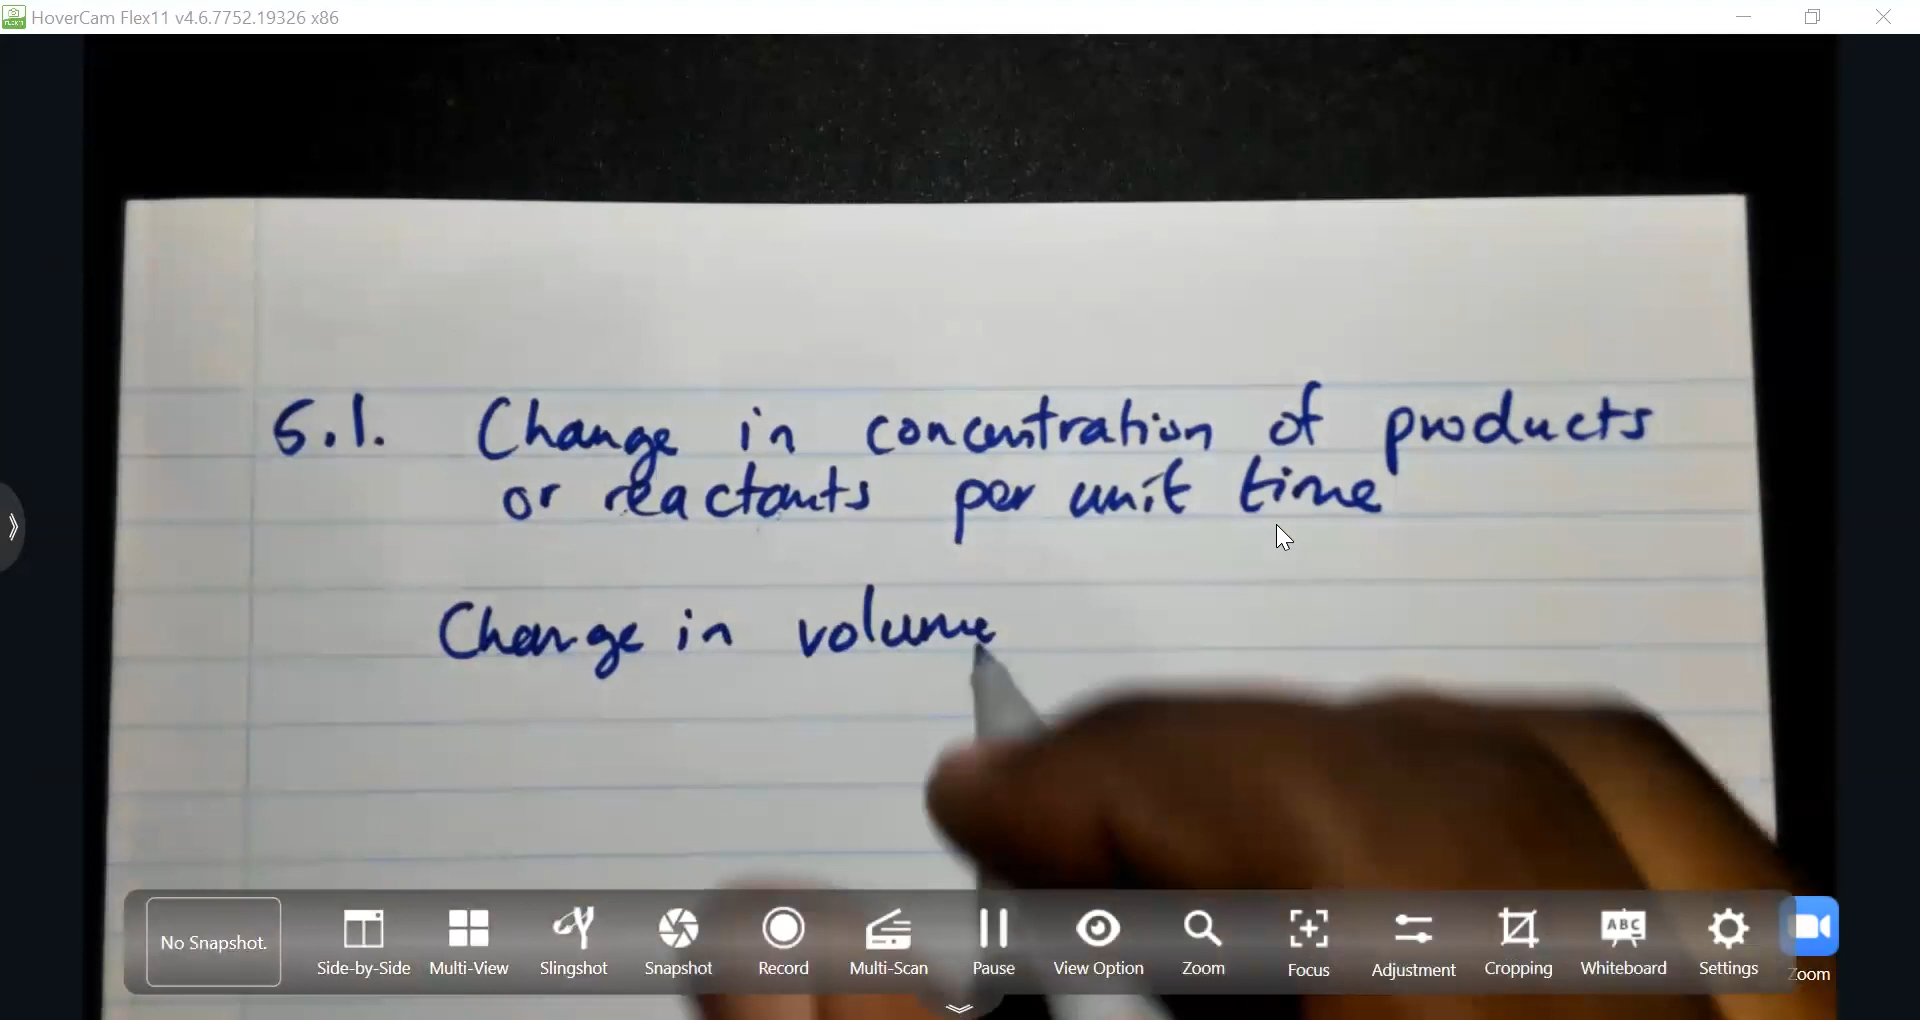 HoverCam Flex11 v4.6.7752.19326 x86
5.1. Change in concentration of products
or reactants per unit time
Change in volume
No Snapshot.
Side-by-Side Multi-View Slingshot Snapshot Record Multi-Scan Pause View Option Zoom Focus Adjustment Cropping ABC Whiteboard Settings Zoom